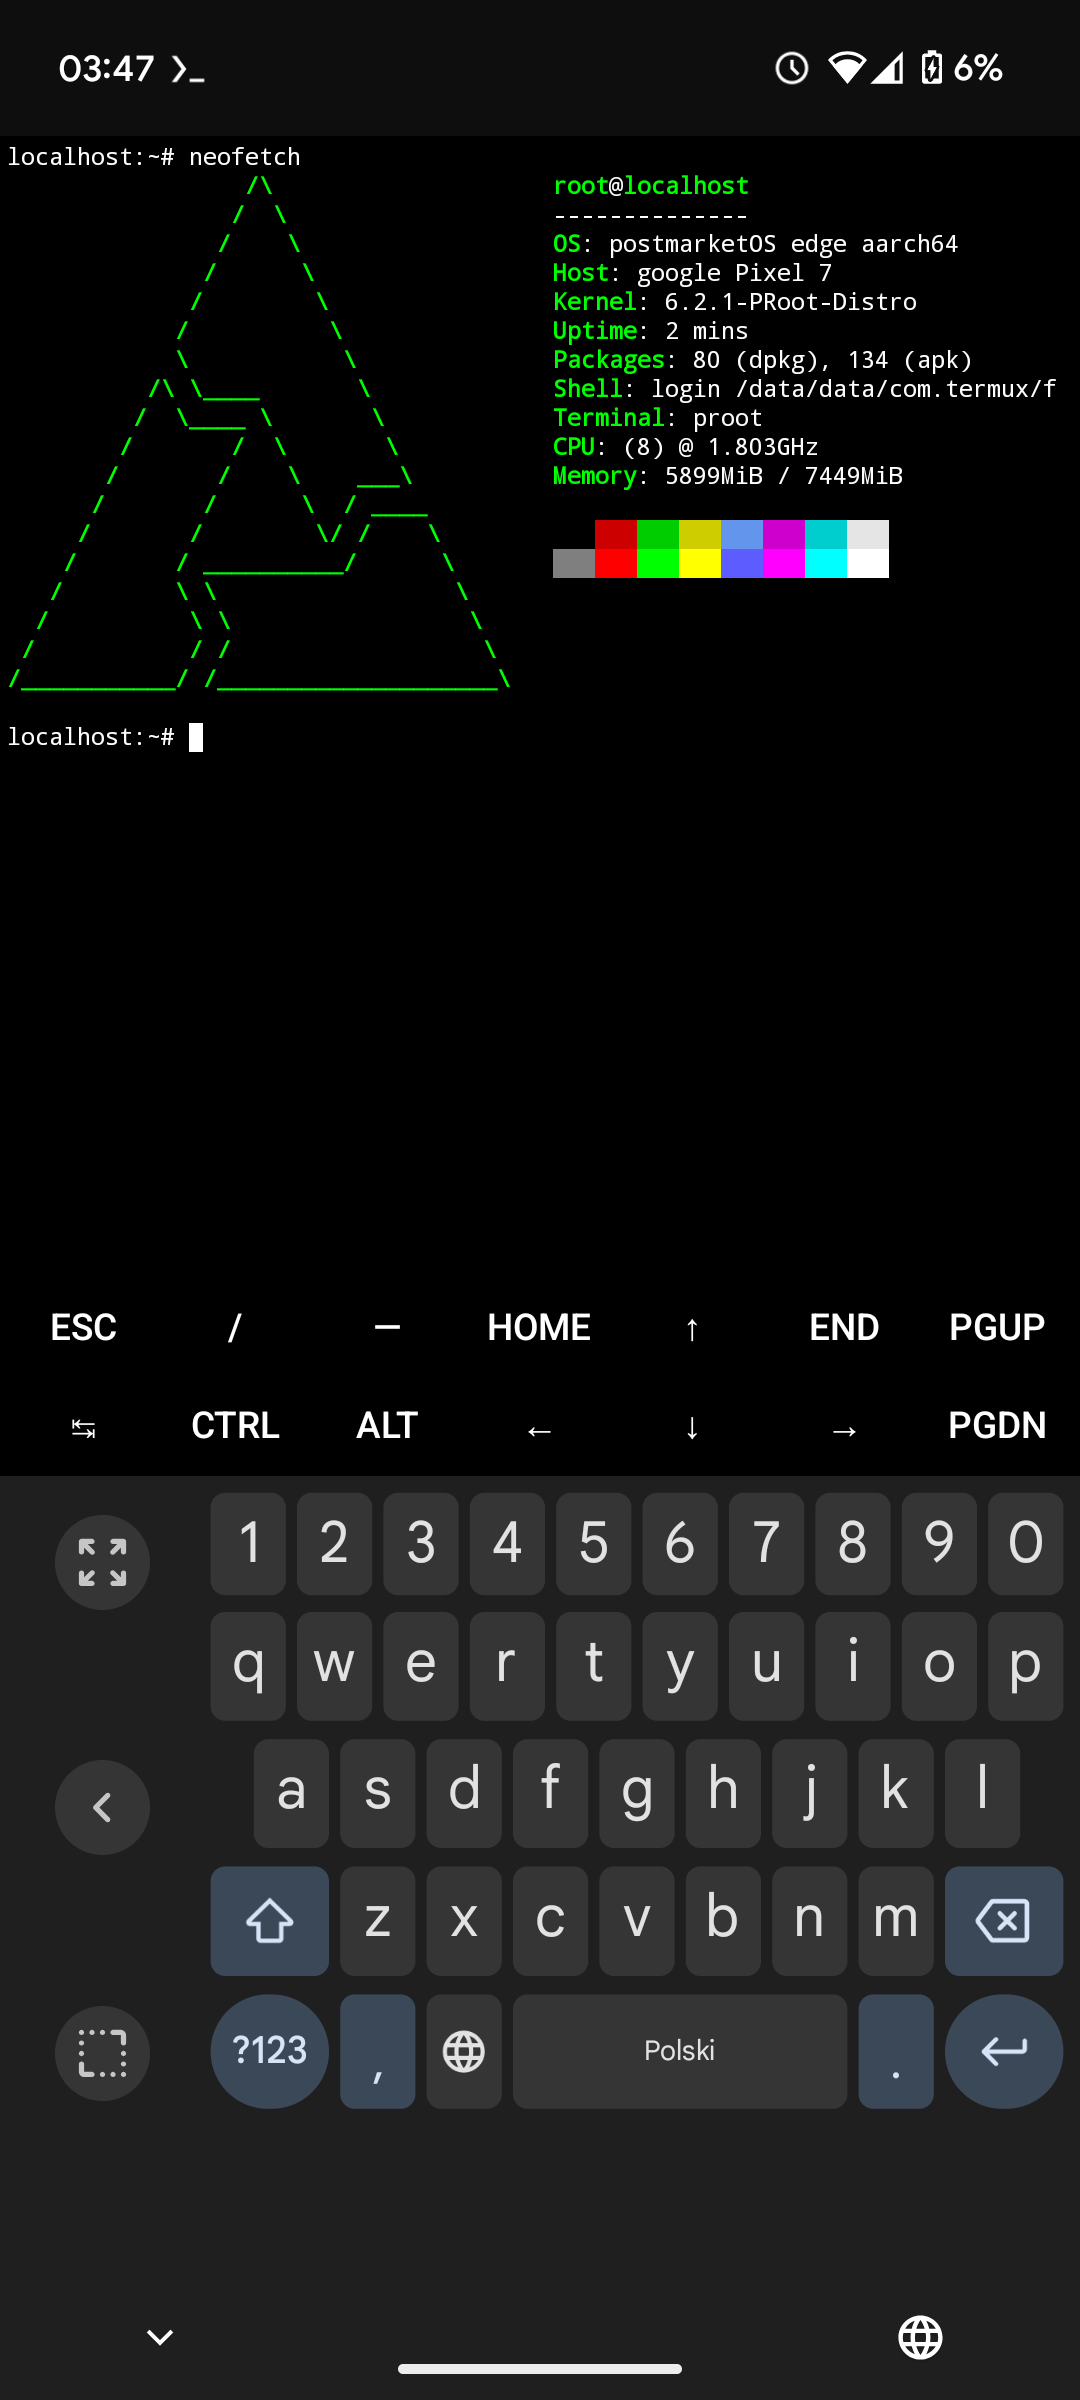 03:47 6%
localhost:~# neofetch
root@localhost
--------------
OS: postmarketOS edge aarch64
Host: google Pixel 7
Kernel: 6.2.1-PRoot-Distro
Uptime: 2 mins
Packages: 80 (dpkg), 134 (apk)
Shell: login /data/data/com.termux/f
Terminal: proot
CPU: (8) @ 1.803GHz
Memory: 5899MiB / 7449MiB
localhost:~#
ESC / — HOME ↑ END PGUP
↹ CTRL ALT ← ↓ → PGDN
1 2 3 4 5 6 7 8 9 0
q w e r t y u i o p
a s d f g h j k l
z x c v b n m
?123 , Polski .